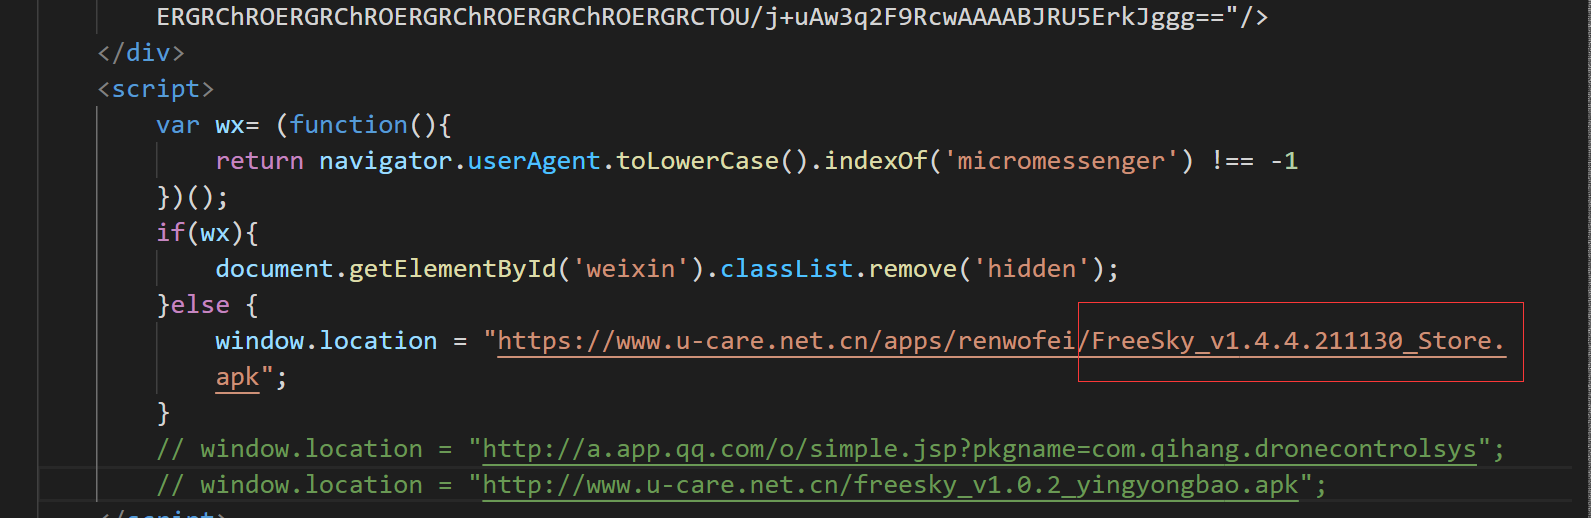 ERGRChROERGRChROERGRChROERGRChROERGRCTOU/j+uAw3q2F9RcwAAAABJRU5ErkJggg=="/>
</div>
<script>
var wx= (function(){
return navigator.userAgent.toLowerCase().indexOf('micromessenger') !== -1
})();
if(wx){
document.getElementById('weixin').classList.remove('hidden');
}else {
window.location = "https://www.u-care.net.cn/apps/renwofei/FreeSky_v1.4.4.211130_Store.
apk";
}
// window.location = "http://a.app.qq.com/o/simple.jsp?pkgname=com.qihang.dronecontrolsys";
// window.location = "http://www.u-care.net.cn/freesky_v1.0.2_yingyongbao.apk";
</script>